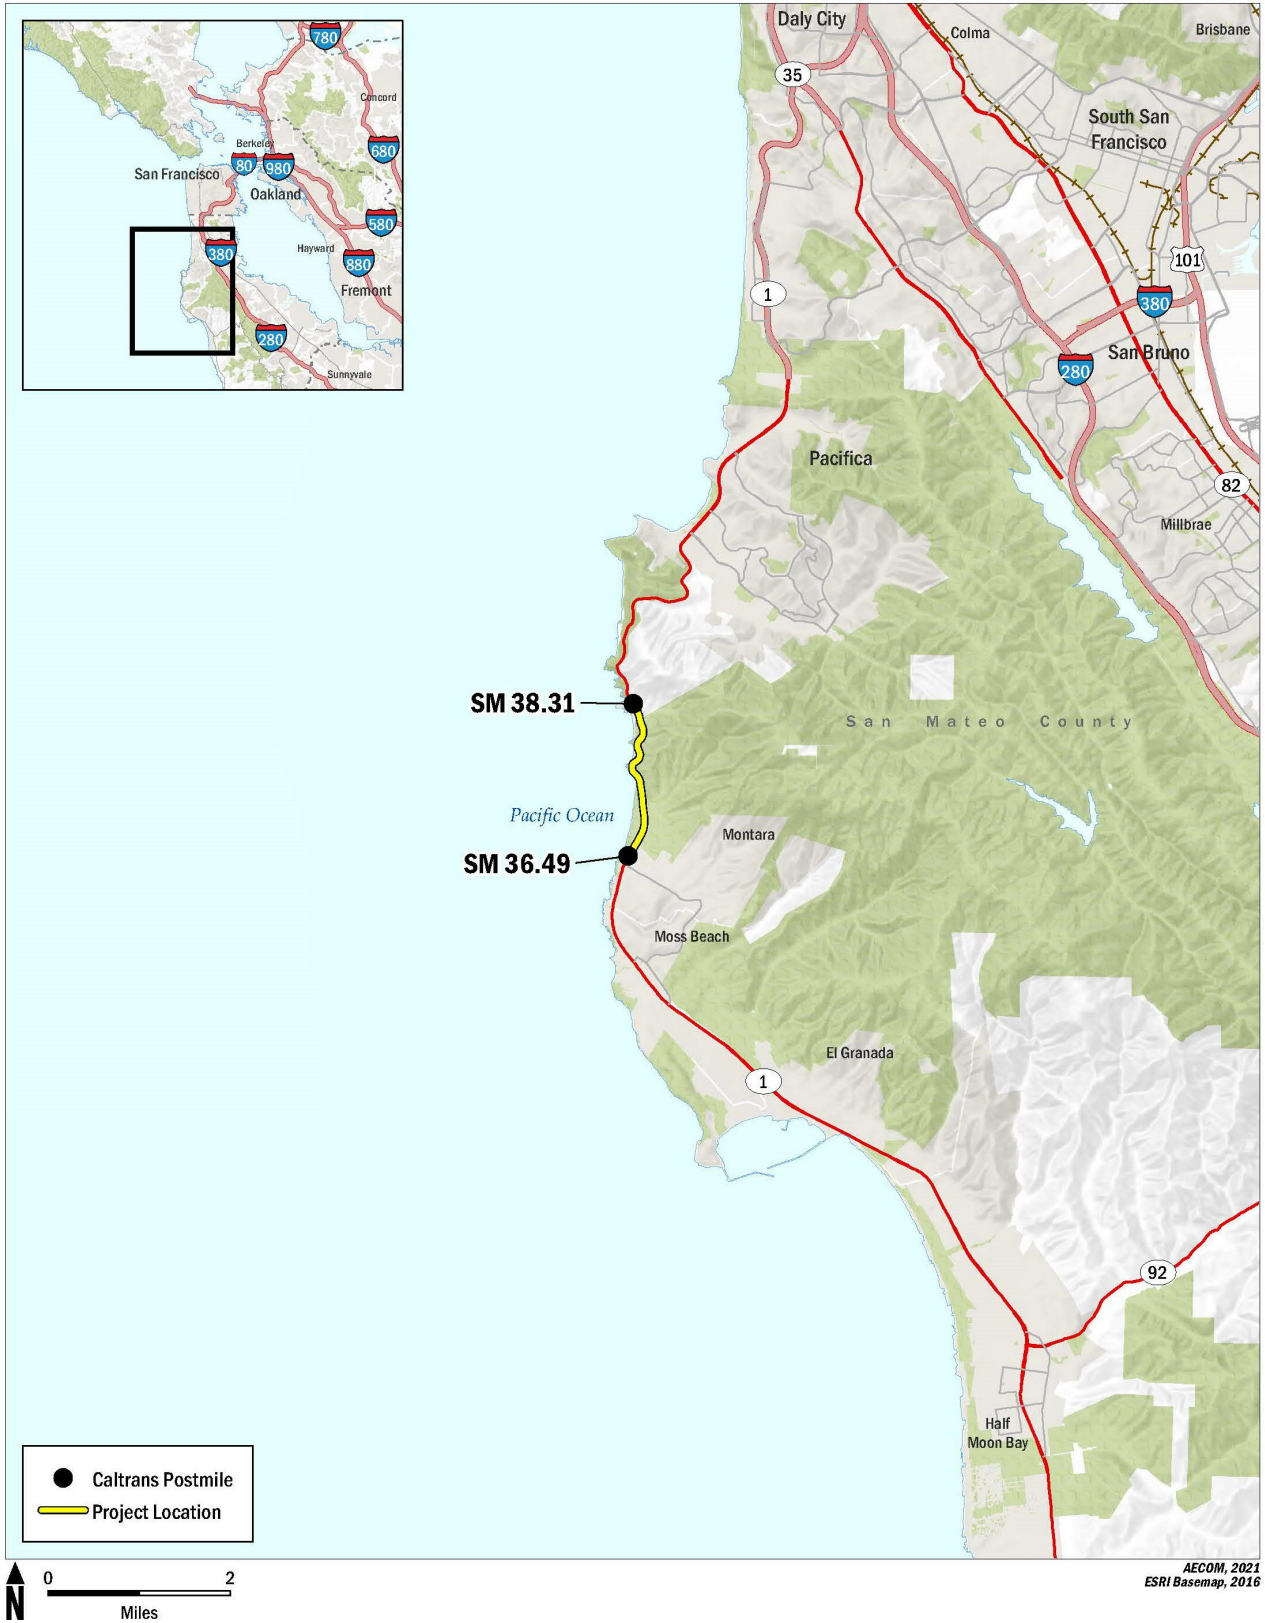 780
Concord
680
Berkeley
80
980
San Francisco
Oakland
580
380
Hayward
880
Fremont
280
Sunnyvale
Daly City
Colma
Brisbane
35
South San
Francisco
101
1
380
San Bruno
280
Pacifica
82
Millbrae
SM 38.31
San Mateo County
Pacific Ocean
Montara
SM 36.49
Moss Beach
El Granada
1
92
Half
Moon Bay
Caltrans Postmile
Project Location
N
0 2
Miles
AECOM, 2021
ESRI Basemap, 2016